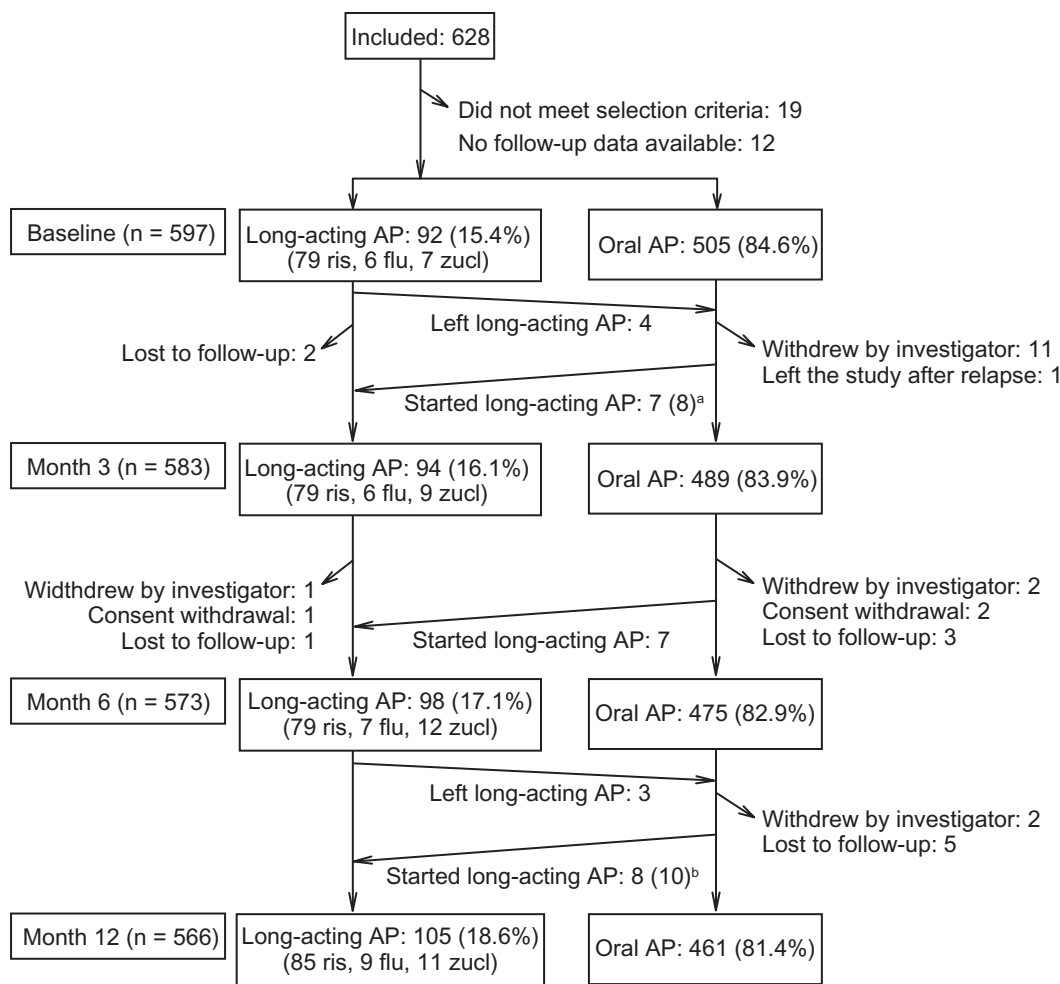 Included: 628
Did not meet selection criteria: 19
No follow-up data available: 12
Baseline (n = 597)
Long-acting AP: 92 (15.4%)
(79 ris, 6 flu, 7 zucl)
Oral AP: 505 (84.6%)
Left long-acting AP: 4
Lost to follow-up: 2
Withdrew by investigator: 11
Left the study after relapse: 1
Started long-acting AP: 7 (8)ᵃ
Month 3 (n = 583)
Long-acting AP: 94 (16.1%)
(79 ris, 6 flu, 9 zucl)
Oral AP: 489 (83.9%)
Widthdrew by investigator: 1
Consent withdrawal: 1
Lost to follow-up: 1
Withdrew by investigator: 2
Consent withdrawal: 2
Lost to follow-up: 3
Started long-acting AP: 7
Month 6 (n = 573)
Long-acting AP: 98 (17.1%)
(79 ris, 7 flu, 12 zucl)
Oral AP: 475 (82.9%)
Left long-acting AP: 3
Withdrew by investigator: 2
Lost to follow-up: 5
Started long-acting AP: 8 (10)ᵇ
Month 12 (n = 566)
Long-acting AP: 105 (18.6%)
(85 ris, 9 flu, 11 zucl)
Oral AP: 461 (81.4%)